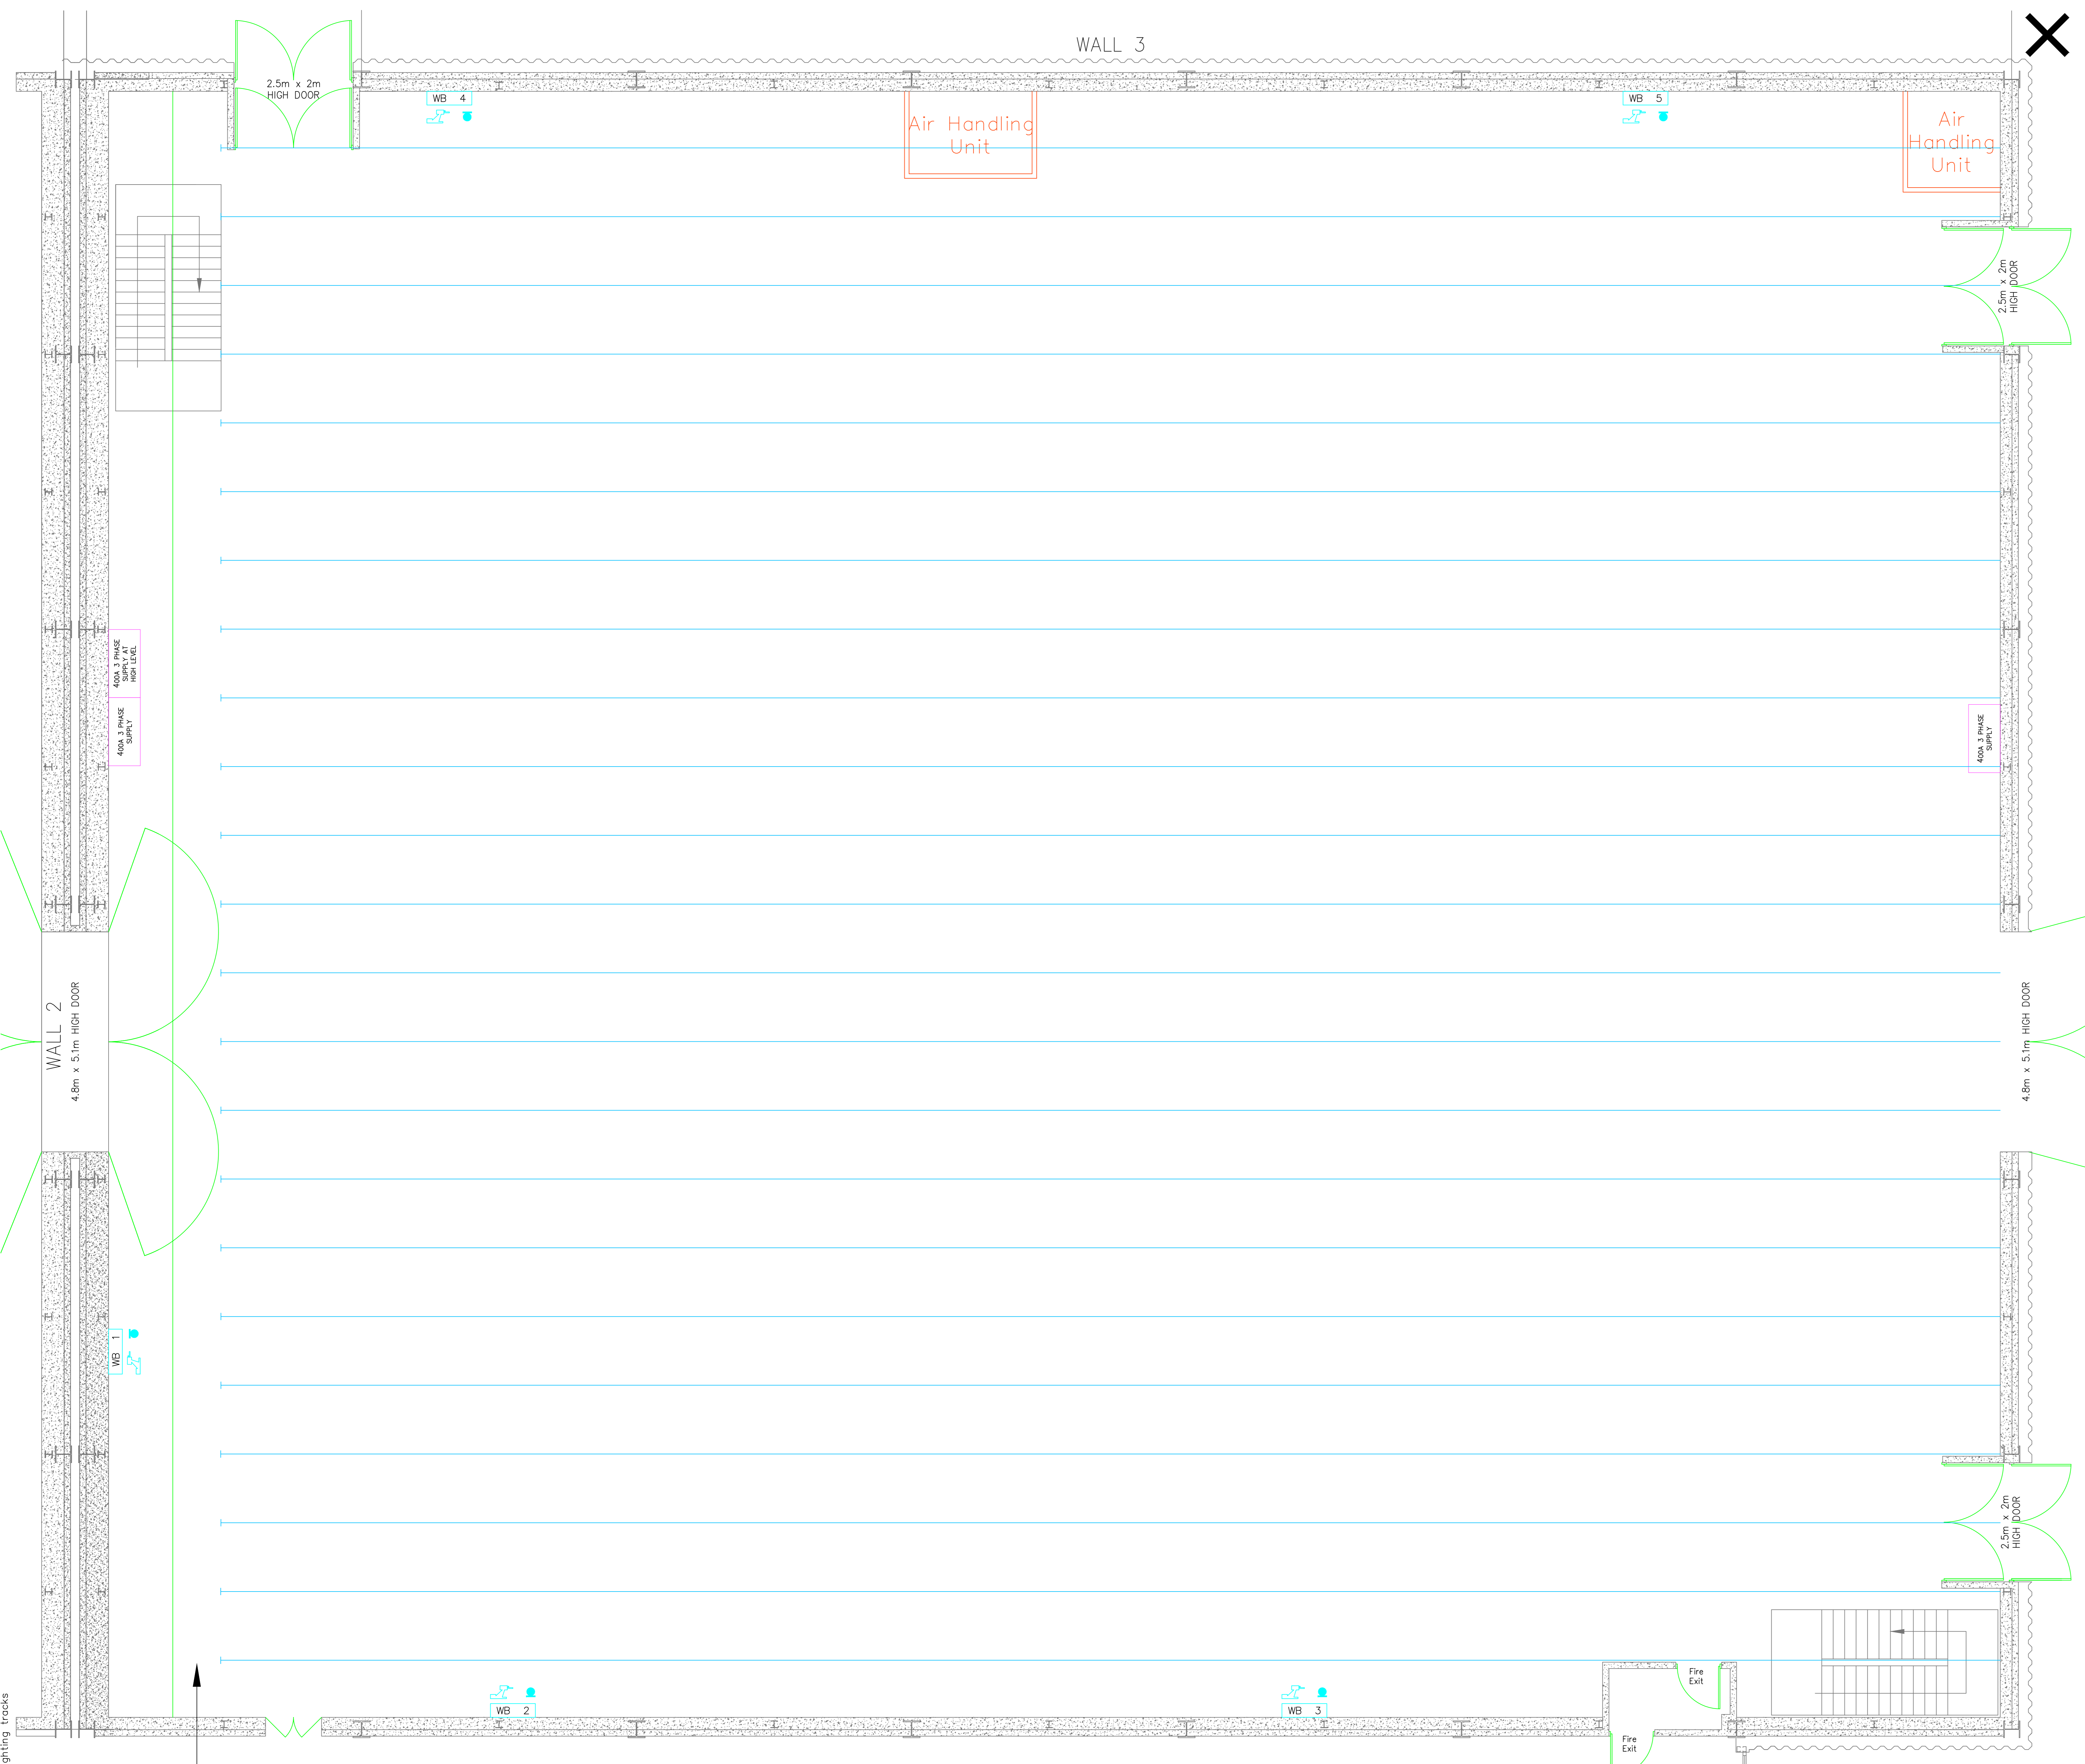 WALL 3
2.5m x 2m
HIGH DOOR
WB 4
WB 5
Air Handling
Unit
Air
Handling
Unit
2.5m x 2m
HIGH DOOR
400A 3 PHASE
SUPPLY AT
HIGH LEVEL
400A 3 PHASE
SUPPLY
400A 3 PHASE
SUPPLY
WALL 2
4.8m x 5.1m HIGH DOOR
4.8m x 5.1m HIGH DOOR
WB 1
2.5m x 2m
HIGH DOOR
WB 2
WB 3
Fire
Exit
Fire
Exit
ghting tracks